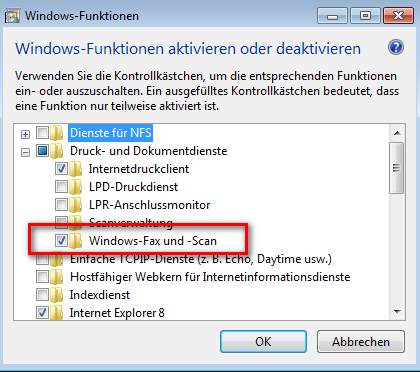 Windows-Funktionen
Windows-Funktionen aktivieren oder deaktivieren
Verwenden Sie die Kontrollkästchen, um die entsprechenden Funktionen
ein- oder auszuschalten. Ein ausgefülltes Kontrollkästchen bedeutet, dass
eine Funktion nur teilweise aktiviert ist.
Dienste für NFS
Druck- und Dokumentdienste
Internetdruckclient
LPD-Druckdienst
LPR-Anschlussmonitor
Scanverwaltung
Windows-Fax und -Scan
Einfache TCPIP-Dienste (z. B. Echo, Daytime usw.)
Hostfähiger Webkern für Internetinformationsdienste
Indexdienst
Internet Explorer 8
OK
Abbrechen